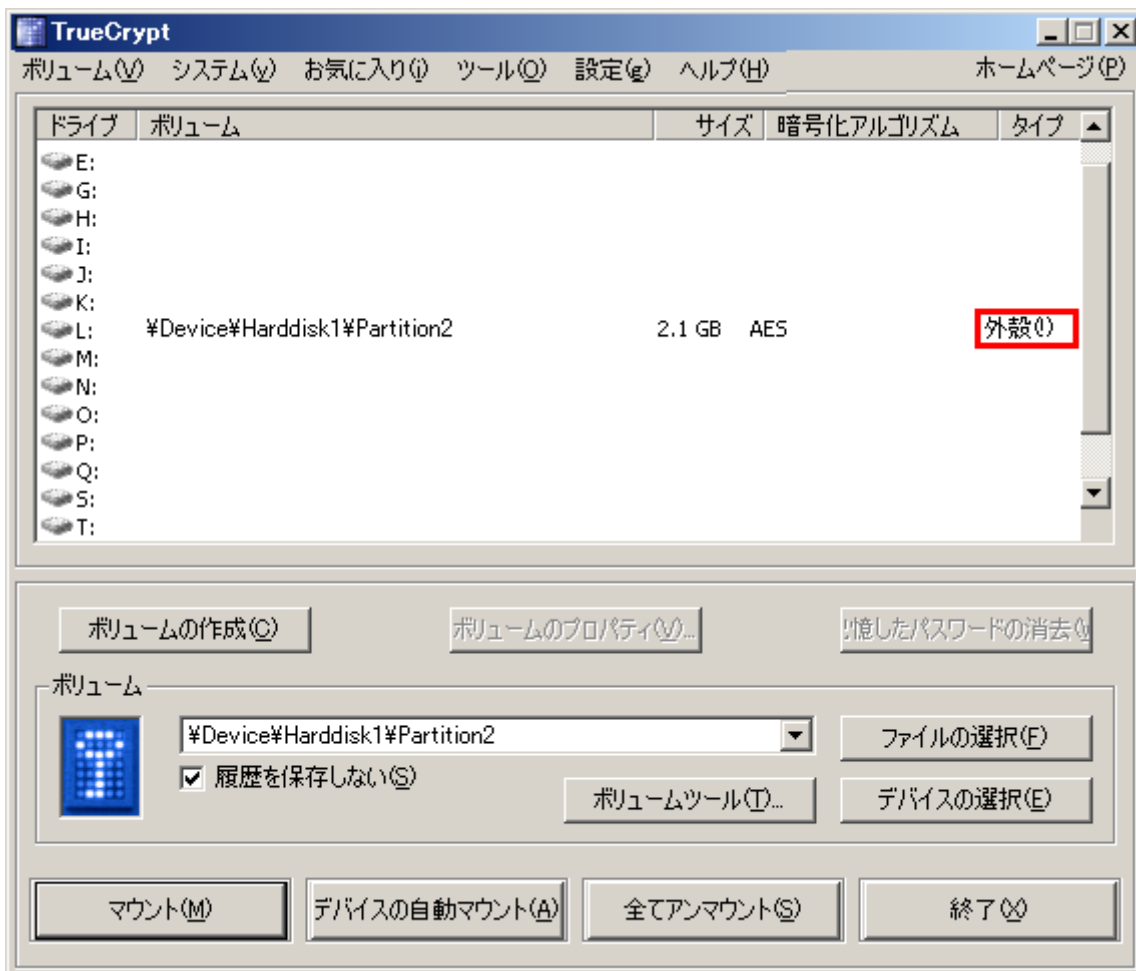 TrueCrypt
ボリューム(V) システム(y) お気に入り(i) ツール(O) 設定(g) ヘルプ(H) ホームページ(P)
ドライブ ボリューム サイズ 暗号化アルゴリズム タイプ
E:
G:
H:
I:
J:
K:
L: ¥Device¥Harddisk1¥Partition2 2.1 GB AES 外殻(!)
M:
N:
O:
P:
Q:
S:
T:
ボリュームの作成(C) ボリュームのプロパティ(V)... 憶したパスワードの消去(w
ボリューム
¥Device¥Harddisk1¥Partition2 ファイルの選択(F)
履歴を保存しない(S)
ボリュームツール(T)... デバイスの選択(E)
マウント(M) デバイスの自動マウント(A) 全てアンマウント(S) 終了(X)